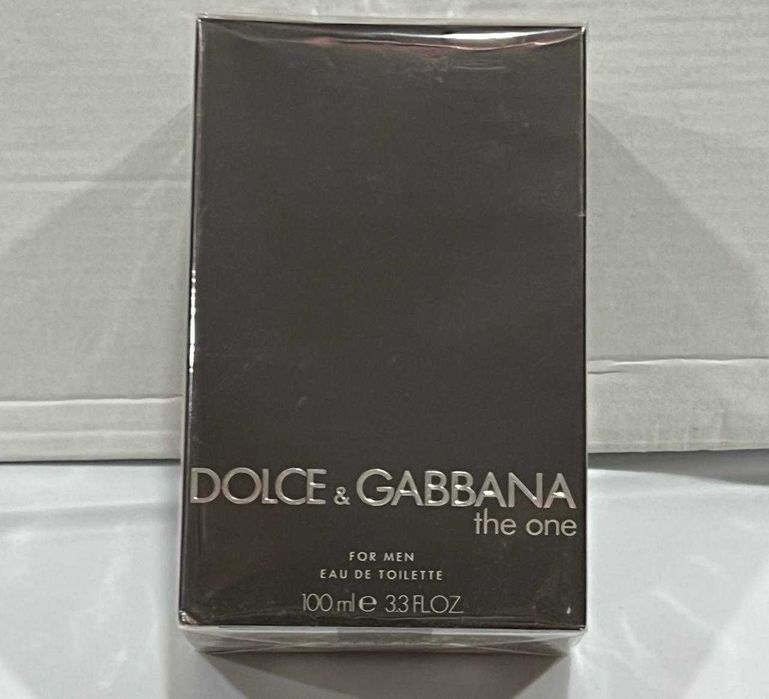 DOLCE & GABBANA
the one
FOR MEN
EAU DE TOILETTE
100 ml e 3.3 FL.OZ.